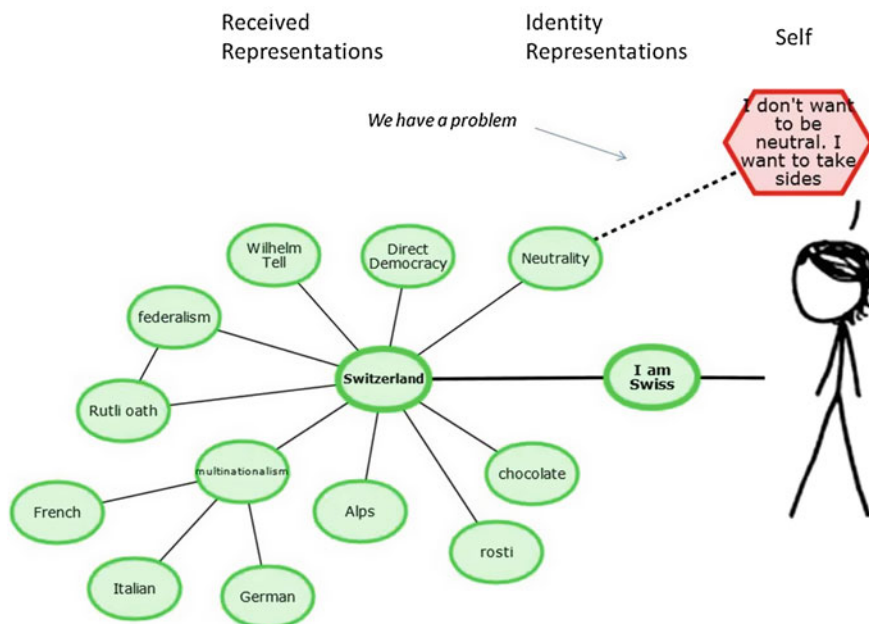 Received
Representations
Identity
Representations
Self
We have a problem
I don't want
to be
neutral. I
want to take
sides
Wilhelm
Tell
Direct
Democracy
Neutrality
federalism
Switzerland
I am
Swiss
Rutli oath
multinationalism
chocolate
French
Alps
rosti
Italian
German